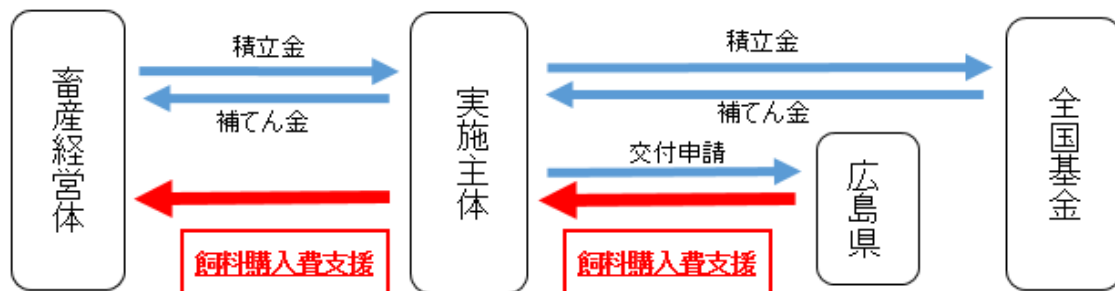 畜産経営体
積立金
補てん金
飼料購入費支援
実施主体
積立金
補てん金
交付申請
飼料購入費支援
広島県
全国基金